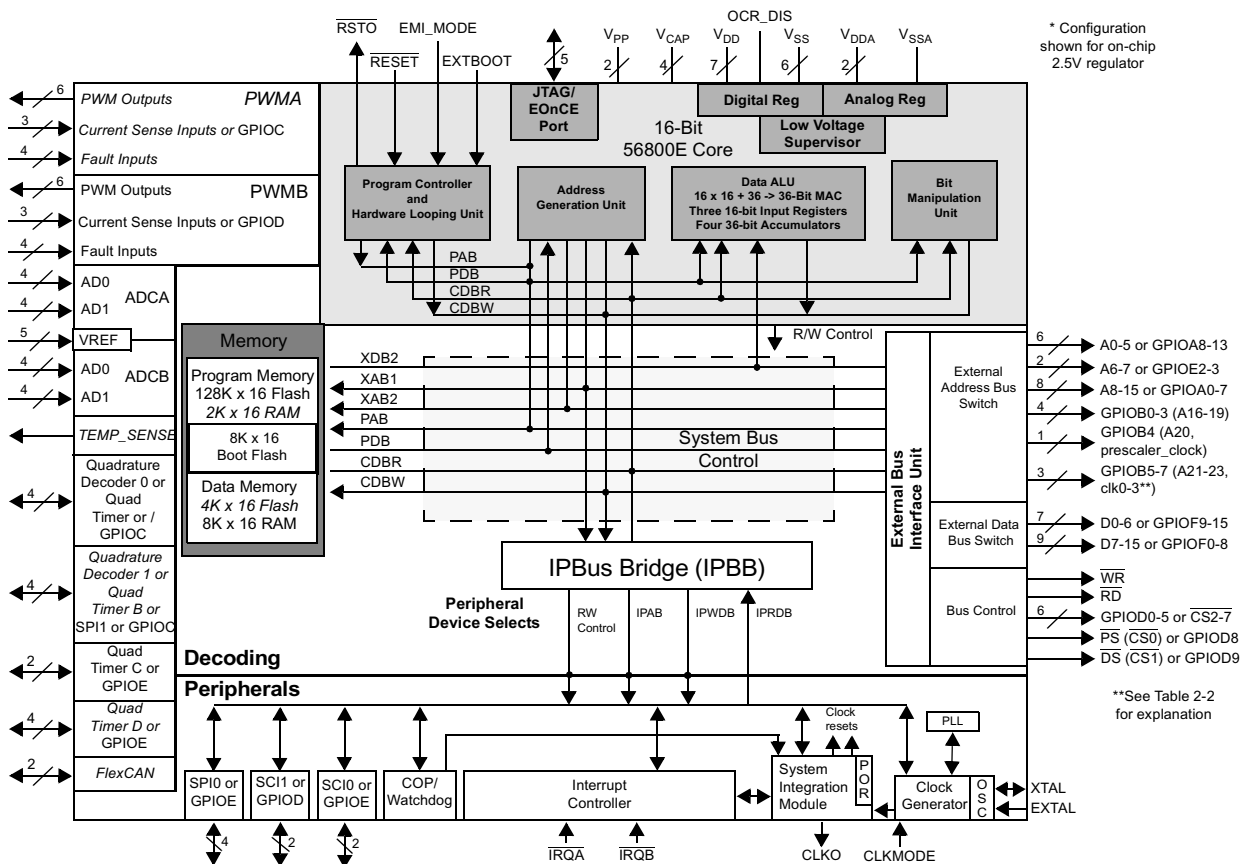 OCR_DIS
RSTO
EMI_MODE
RESET
EXTBOOT
5
VPP
2
VCAP
4
VDD
7
VSS
6
VDDA
2
VSSA
* Configuration
shown for on-chip
2.5V regulator
6
PWM Outputs
PWMA
3
Current Sense Inputs or GPIOC
4
Fault Inputs
6
PWM Outputs
PWMB
3
Current Sense Inputs or GPIOD
4
Fault Inputs
4
AD0
ADCA
4
AD1
5
VREF
4
AD0
ADCB
4
AD1
TEMP_SENSE
Quadrature
Decoder 0 or
Quad
Timer or /
GPIOC
4
Quadrature
Decoder 1 or
Quad
Timer B or
SPI1 or GPIOC
4
Quad
Timer C or
GPIOE
2
Quad
Timer D or
GPIOE
4
FlexCAN
2
JTAG/
EOnCE
Port
Digital Reg
Analog Reg
Low Voltage
Supervisor
16-Bit
56800E Core
Program Controller
and
Hardware Looping Unit
Address
Generation Unit
Data ALU
16 x 16 + 36 -> 36-Bit MAC
Three 16-bit Input Registers
Four 36-bit Accumulators
Bit
Manipulation
Unit
PAB
PDB
CDBR
CDBW
R/W Control
Memory
Program Memory
128K x 16 Flash
2K x 16 RAM
8K x 16
Boot Flash
Data Memory
4K x 16 Flash
8K x 16 RAM
XDB2
XAB1
XAB2
PAB
PDB
CDBR
CDBW
System Bus
Control
External Bus
Interface Unit
External
Address Bus
Switch
External Data
Bus Switch
Bus Control
6
A0-5 or GPIOA8-13
2
A6-7 or GPIOE2-3
8
A8-15 or GPIOA0-7
4
GPIOB0-3 (A16-19)
1
GPIOB4 (A20,
prescaler_clock)
3
GPIOB5-7 (A21-23,
clk0-3**)
7
D0-6 or GPIOF9-15
9
D7-15 or GPIOF0-8
WR
RD
6
GPIOD0-5 or CS2-7
PS (CS0) or GPIOD8
DS (CS1) or GPIOD9
**See Table 2-2
for explanation
IPBus Bridge (IPBB)
Peripheral
Device Selects
RW
Control
IPAB
IPWDB
IPRDB
Decoding
Peripherals
Clock
resets
PLL
SPI0 or
GPIOE
SCI1 or
GPIOD
SCI0 or
GPIOE
COP/
Watchdog
Interrupt
Controller
System
Integration
Module
POR
Clock
Generator
OSC
XTAL
EXTAL
4
2
2
IRQA
IRQB
CLKO
CLKMODE